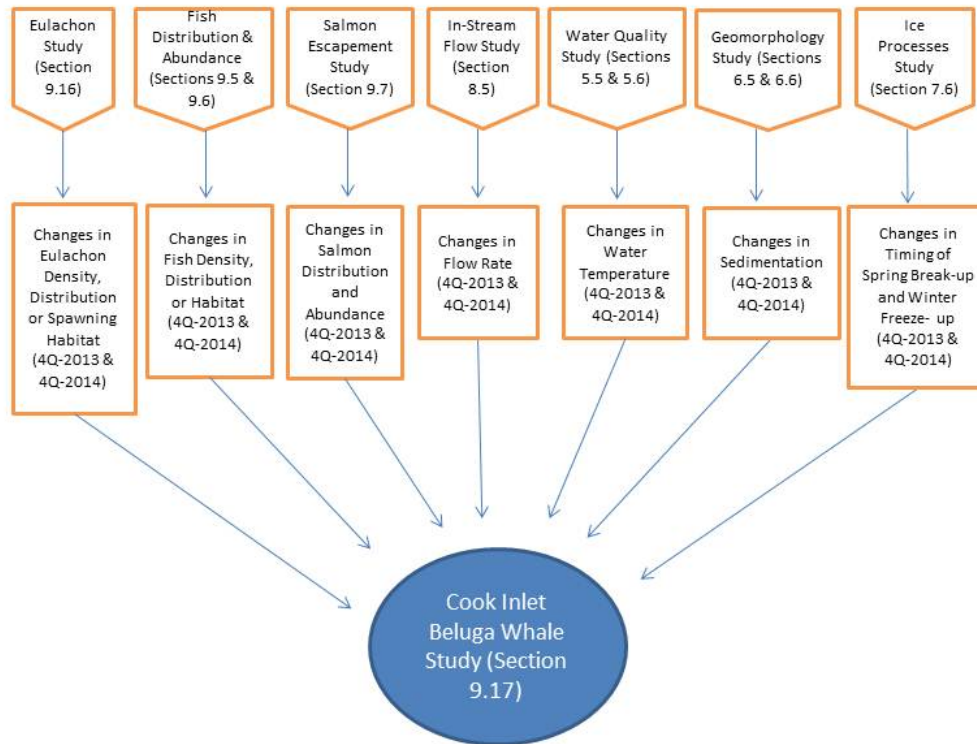 Eulachon
Study
(Section
9.16)
Fish
Distribution &
Abundance
(Sections 9.5 &
9.6)
Salmon
Escapement
Study
(Section 9.7)
In-Stream
Flow Study
(Section
8.5)
Water Quality
Study (Sections
5.5 & 5.6)
Geomorphology
Study (Sections
6.5 & 6.6)
Ice
Processes
Study
(Section 7.6)
Changes in
Eulachon
Density,
Distribution
or Spawning
Habitat
(4Q-2013 &
4Q-2014)
Changes in
Fish Density,
Distribution
or Habitat
(4Q-2013 &
4Q-2014)
Changes in
Salmon
Distribution
and
Abundance
(4Q-2013 &
4Q-2014)
Changes in
Flow Rate
(4Q-2013 &
4Q-2014)
Changes in
Water
Temperature
(4Q-2013 &
4Q-2014)
Changes in
Sedimentation
(4Q-2013 &
4Q-2014)
Changes in
Timing of
Spring Break-up
and Winter
Freeze- up
(4Q-2013 &
4Q-2014)
Cook Inlet
Beluga Whale
Study (Section
9.17)